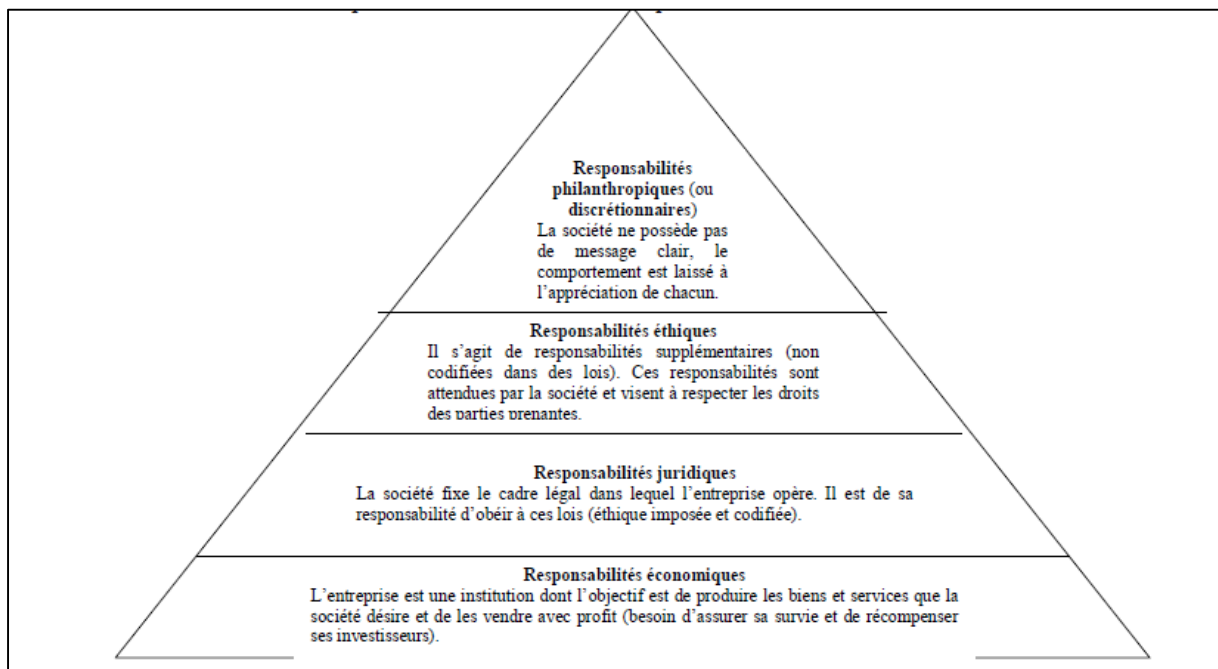 Responsabilités
philanthropiques (ou
discrétionnaires)
La société ne possède pas
de message clair, le
comportement est laissé à
l’appréciation de chacun.
Responsabilités éthiques
Il s’agit de responsabilités supplémentaires (non
codifiées dans des lois). Ces responsabilités sont
attendues par la société et visent à respecter les droits
des parties prenantes.
Responsabilités juridiques
La société fixe le cadre légal dans lequel l’entreprise opère. Il est de sa
responsabilité d’obéir à ces lois (éthique imposée et codifiée).
Responsabilités économiques
L’entreprise est une institution dont l’objectif est de produire les biens et services que la
société désire et de les vendre avec profit (besoin d’assurer sa survie et de récompenser
ses investisseurs).